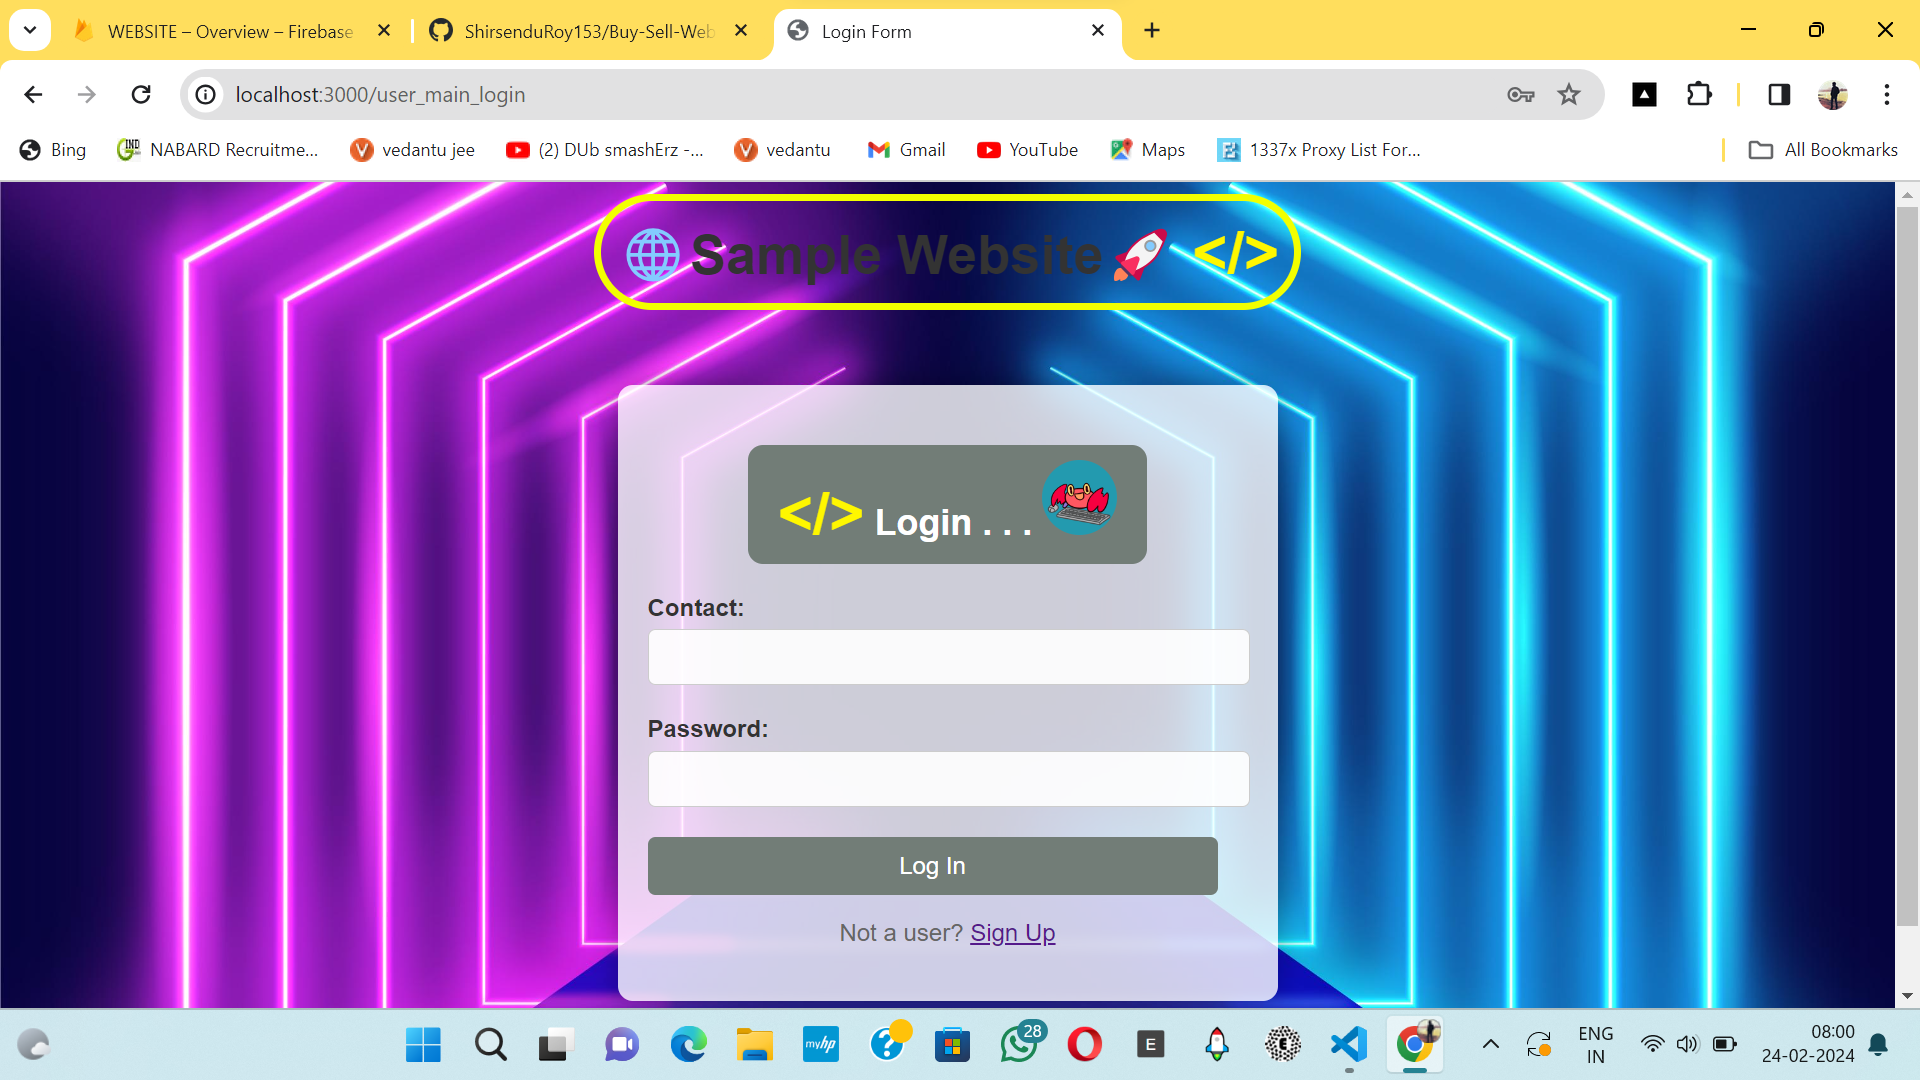 WEBSITE – Overview – Firebase
ShirsenduRoy153/Buy-Sell-Web
Login Form
localhost:3000/user_main_login
Bing
NABARD Recruitme...
vedantu jee
(2) DUb smashErz -...
vedantu
Gmail
YouTube
Maps
1337x Proxy List For...
All Bookmarks
Sample Website </>
</> Login . . .
Contact:
Password:
Log In
Not a user? Sign Up
myhp
28
E
E
ENG
IN
08:00
24-02-2024